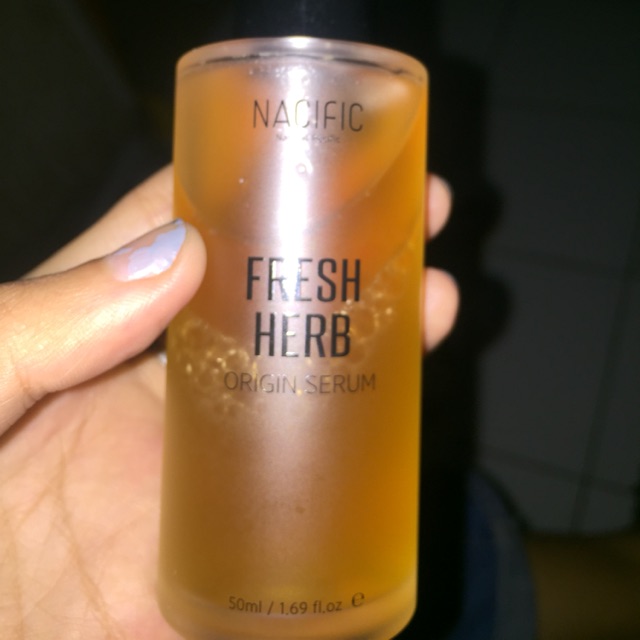 NACIFIC
FRESH
HERB
ORIGIN SERUM
50ml / 1.69 fl.oz ℮